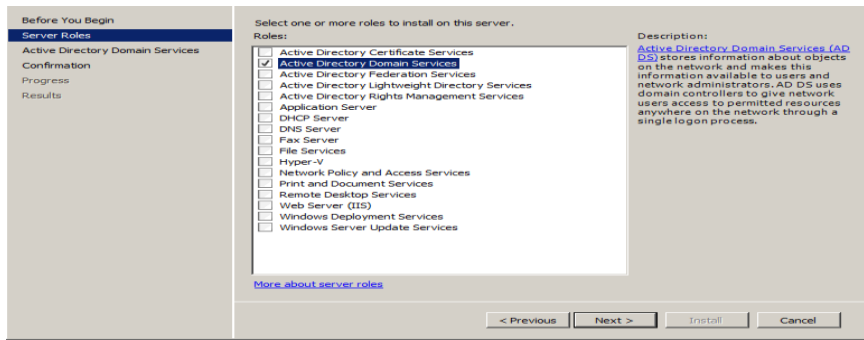 Before You Begin
Server Roles
Active Directory Domain Services
Confirmation
Progress
Results
Select one or more roles to install on this server.
Roles:
Active Directory Certificate Services
Active Directory Domain Services
Active Directory Federation Services
Active Directory Lightweight Directory Services
Active Directory Rights Management Services
Application Server
DHCP Server
DNS Server
Fax Server
File Services
Hyper-V
Network Policy and Access Services
Print and Document Services
Remote Desktop Services
Web Server (IIS)
Windows Deployment Services
Windows Server Update Services
More about server roles
Description:
Active Directory Domain Services (AD
DS) stores information about objects
on the network and makes this
information available to users and
network administrators. AD DS uses
domain controllers to give network
users access to permitted resources
anywhere on the network through a
single logon process.
< Previous Next > Install Cancel